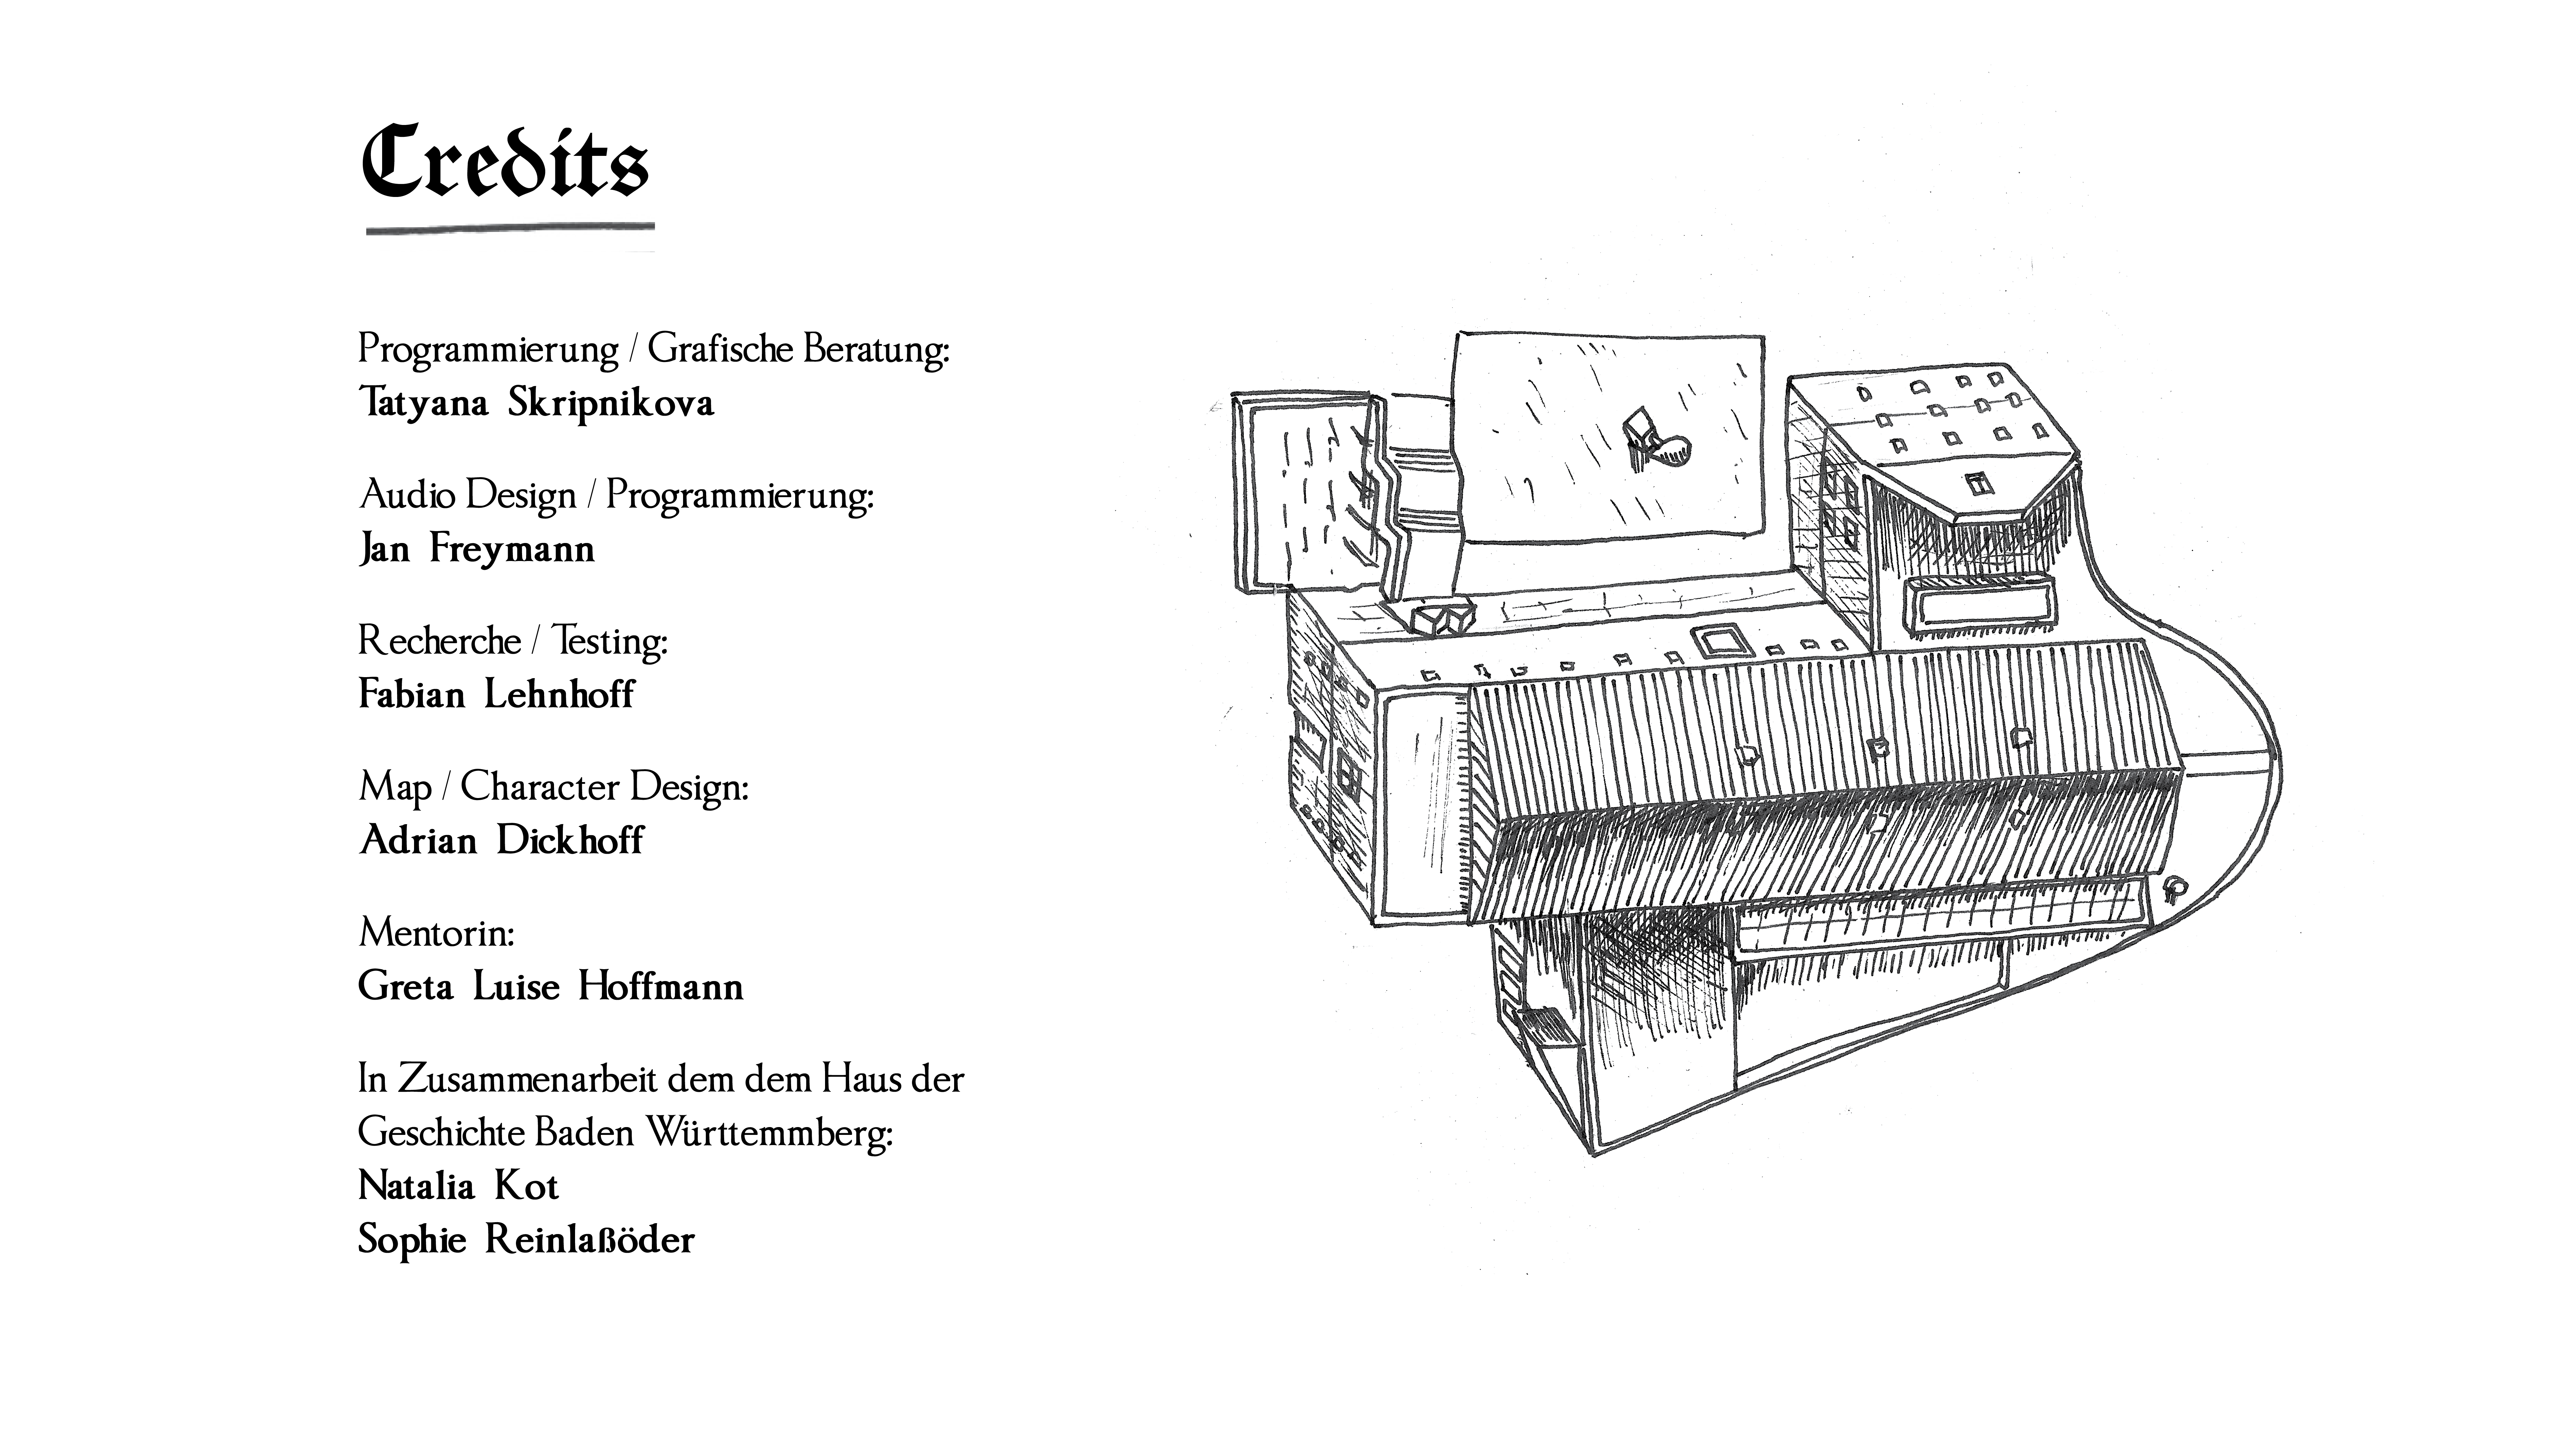 Credits
Programmierung / Grafische Beratung:
Tatyana Skripnikova
Audio Design / Programmierung:
Jan Freymann
Recherche / Testing:
Fabian Lehnhoff
Map / Character Design:
Adrian Dickhoff
Mentorin:
Greta Luise Hoffmann
In Zusammenarbeit dem dem Haus der
Geschichte Baden Württemmberg:
Natalia Kot
Sophie Reinlaßöder